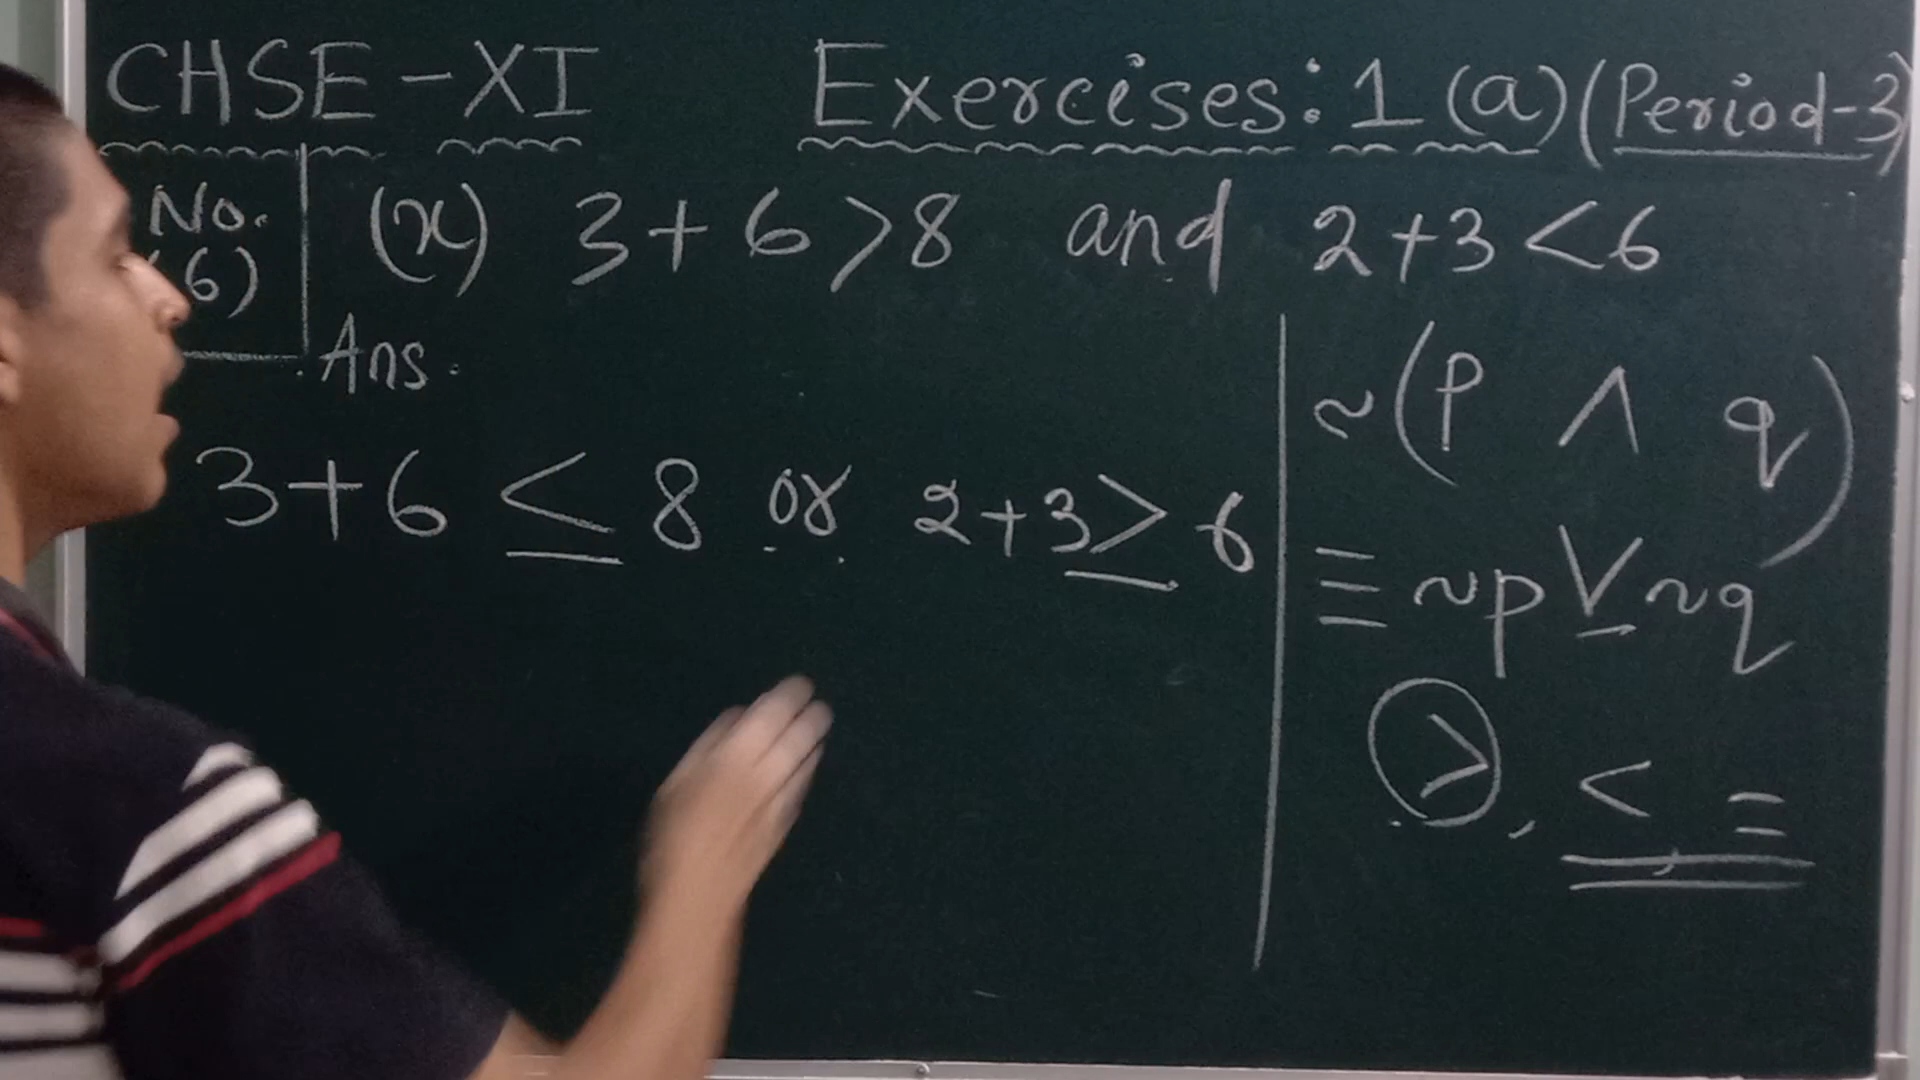 CHSE-XI Exercises: 1 (a) (Period-3)
No. (x) 3+6>8 and 2+3<6
(6)
Ans.
~(p ∧ q)
3+6 ≤ 8 or 2+3 ≥ 6
≡ ~p ∨ ~q
>, <, =